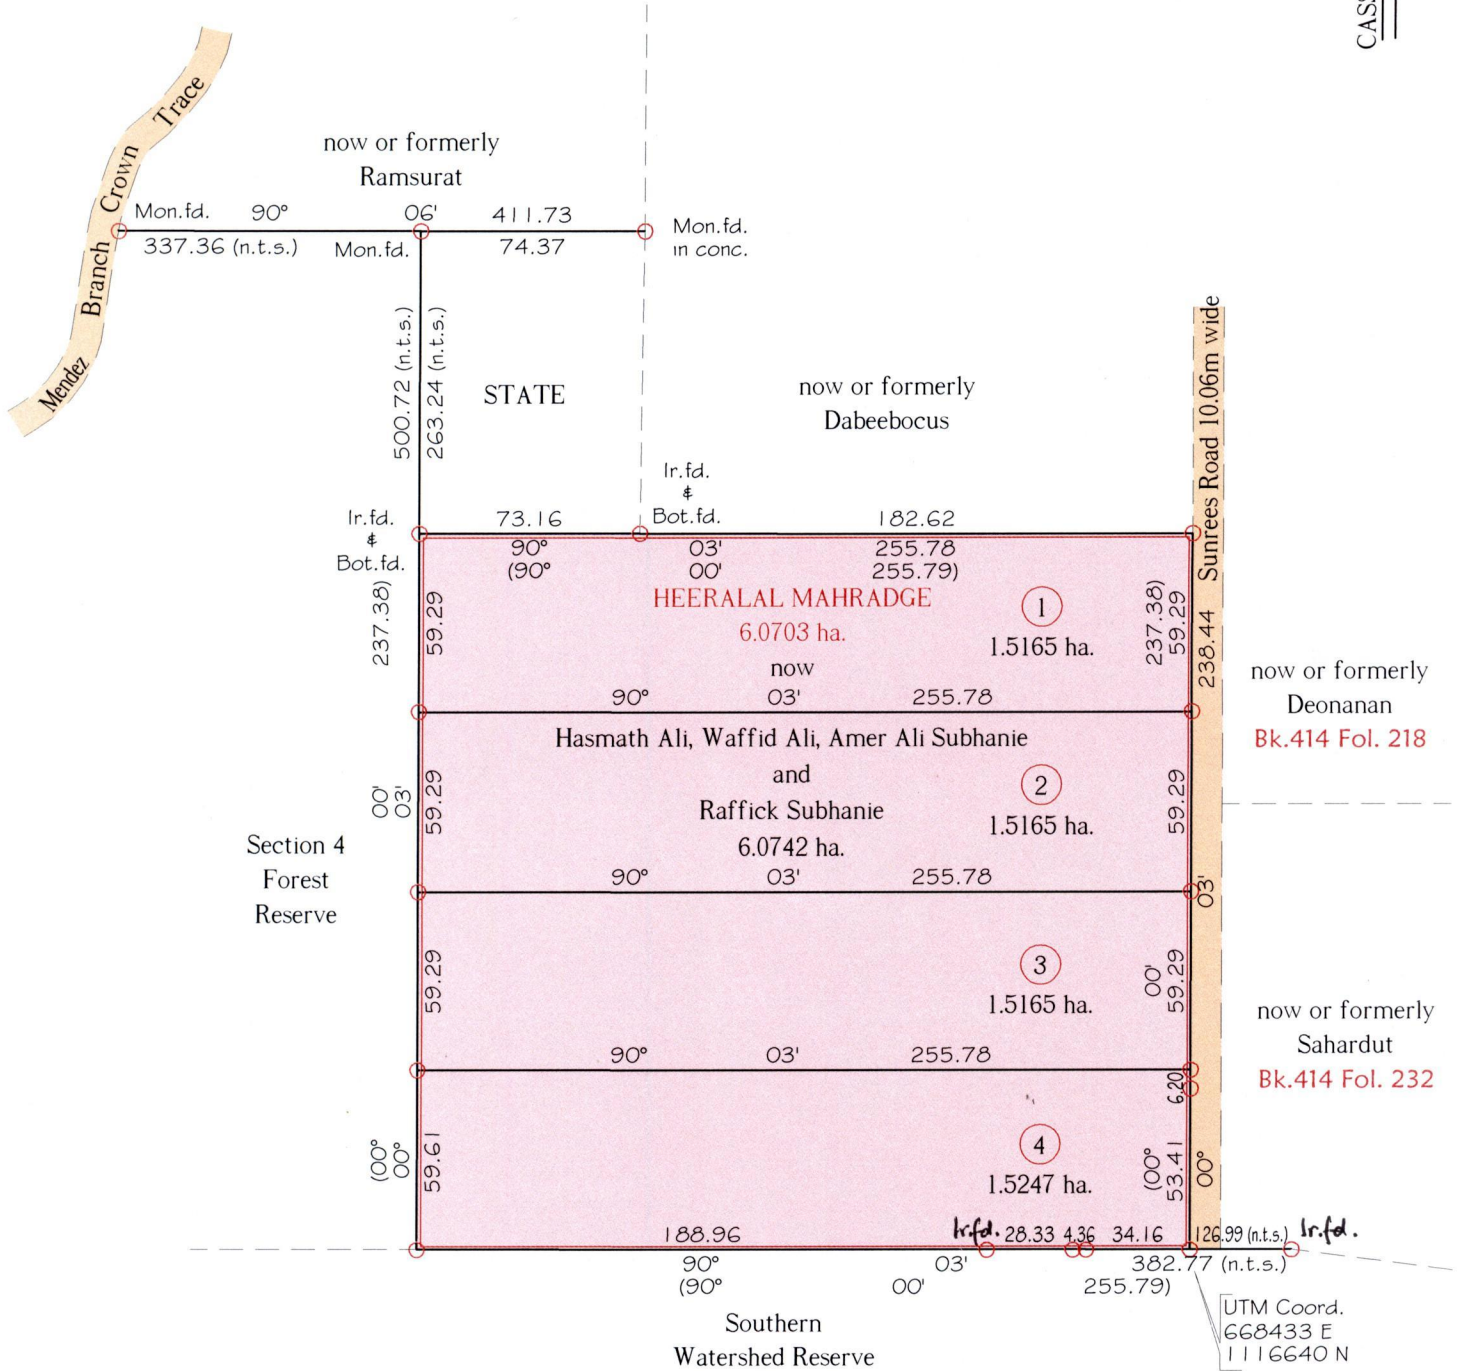 CASS
Mendez Branch Crown Trace
now or formerly
Ramsurat
Mon.fd. 90° 06' 411.73
337.36 (n.t.s.) Mon.fd. 74.37
Mon.fd.
in conc.
500.72 (n.t.s.)
263.24 (n.t.s.)
STATE
now or formerly
Dabeebocus
Sunrees Road 10.06m wide
Ir.fd.
&
Bot.fd.
Ir.fd.
&
Bot.fd.
73.16 182.62
90° 03' 255.78
(90° 00' 255.79)
HEERALAL MAHRADGE
6.0703 ha.
now
1
1.5165 ha.
237.38)
59.29
237.38)
59.29
238.44
90° 03' 255.78
now or formerly
Deonanan
Bk.414 Fol. 218
Hasmath Ali, Waffid Ali, Amer Ali Subhanie
and
Raffick Subhanie
6.0742 ha.
2
1.5165 ha.
00'
03'
59.29
59.29
Section 4
Forest
Reserve
90° 03' 255.78
03'
3
1.5165 ha.
59.29
00'
59.29
now or formerly
Sahardut
Bk.414 Fol. 232
90° 03' 255.78
6.20
4
1.5247 ha.
(00°
00°
59.61
(00°
53.41
00°
188.96 Ir.fd. 28.33 4.36 34.16 126.99 (n.t.s.) Ir.fd.
90° 03' 382.77 (n.t.s.)
(90° 00' 255.79)
Southern
Watershed Reserve
UTM Coord.
668433 E
1116640 N